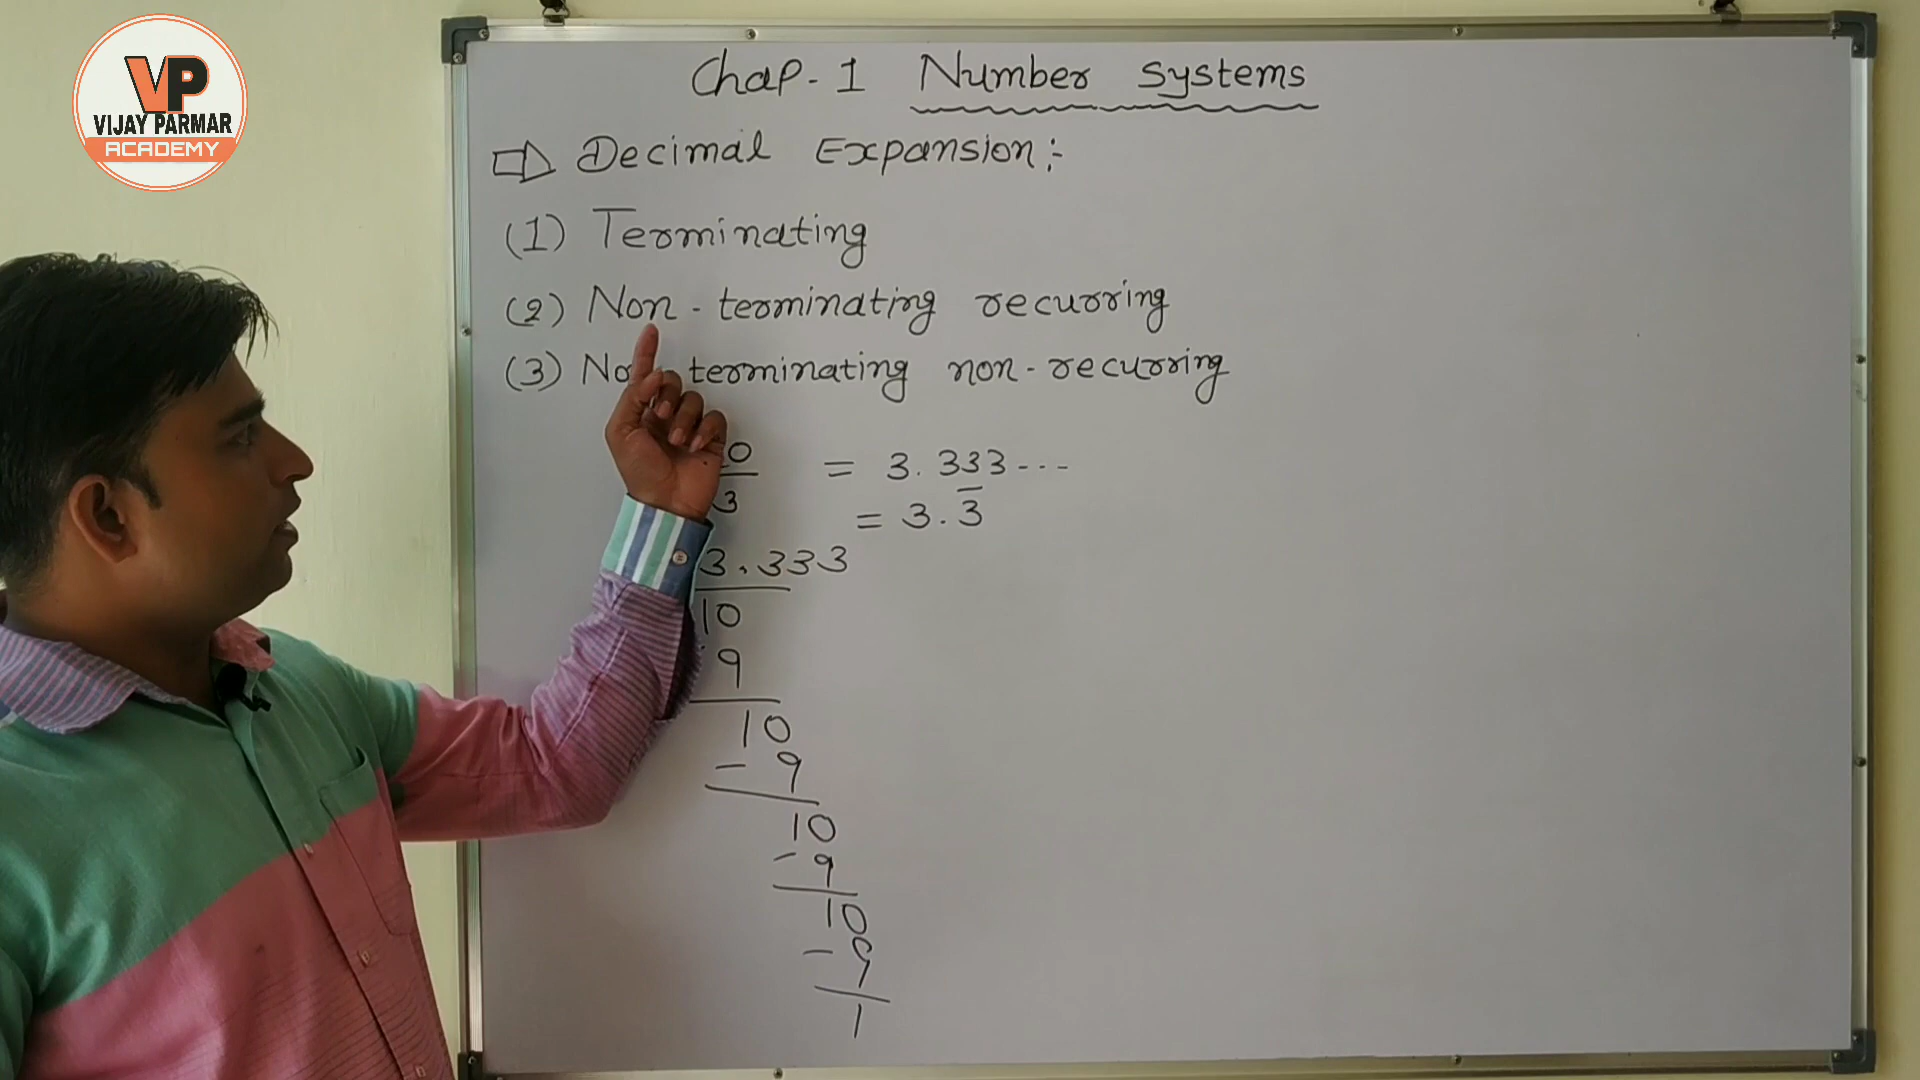 VP
VIJAY PARMAR
ACADEMY
Chap-1 Number Systems
⇒ Decimal Expansion:-
(1) Terminating
(2) Non-terminating recurring
(3) terminating non-recurring
= 3.333---
3
= 3.3̅
3.333
10
9
10
- 9
10
- 9
10
- 9
1